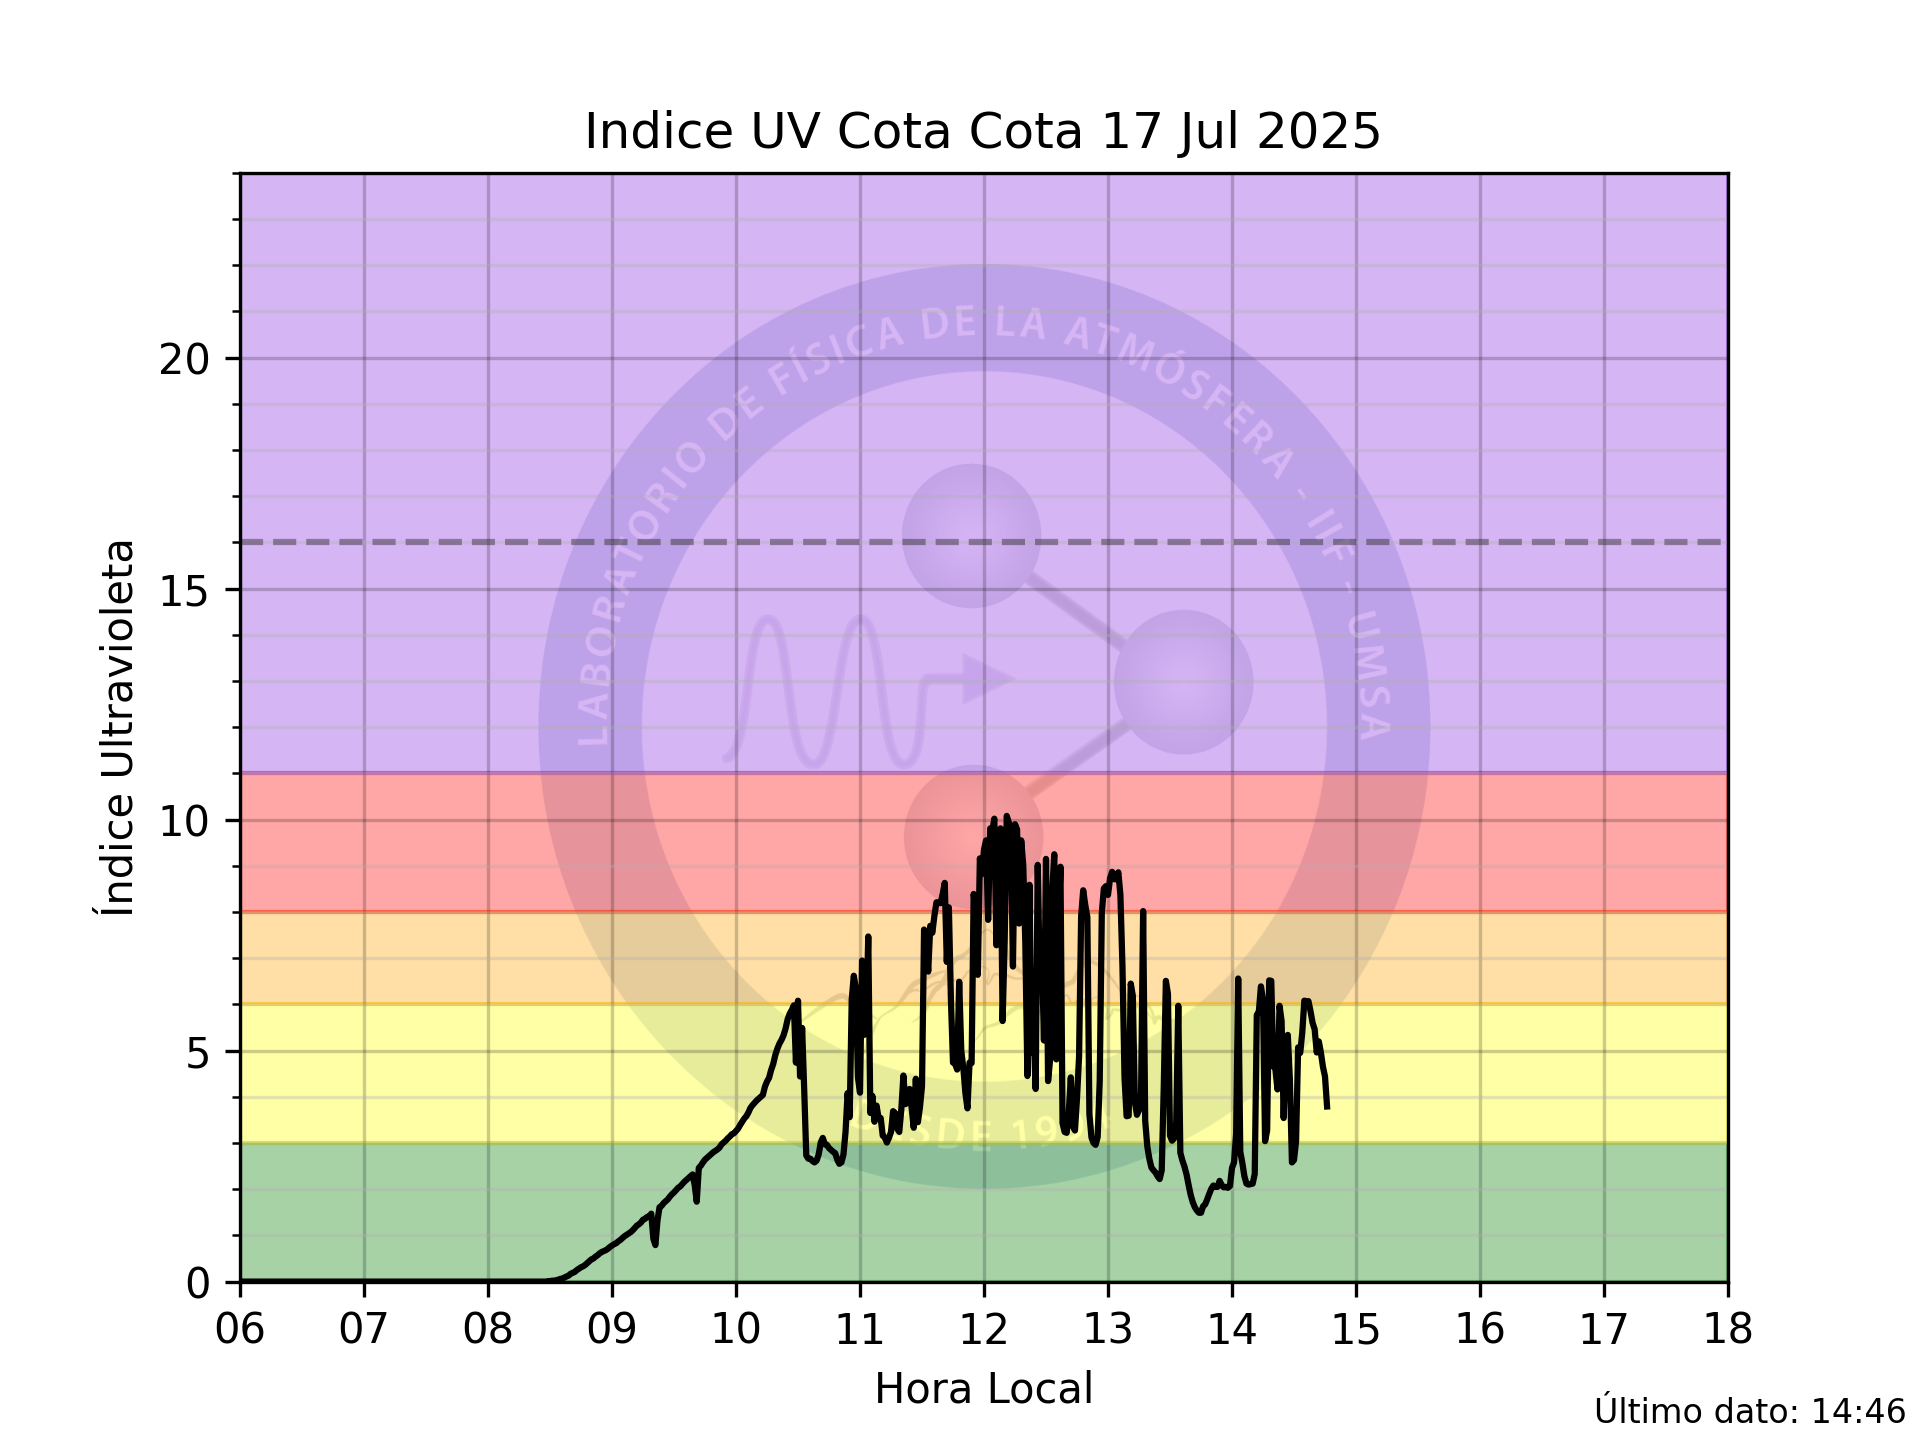 Indice UV Cota Cota 17 Jul 2025
LABORATORIO DE FÍSICA DE LA ATMÓSFERA - IIF - UMSA
20
15
10
5
0
Índice Ultravioleta
06 07 08 09 10 11 12 13 14 15 16 17 18
Hora Local
Último dato: 14:46